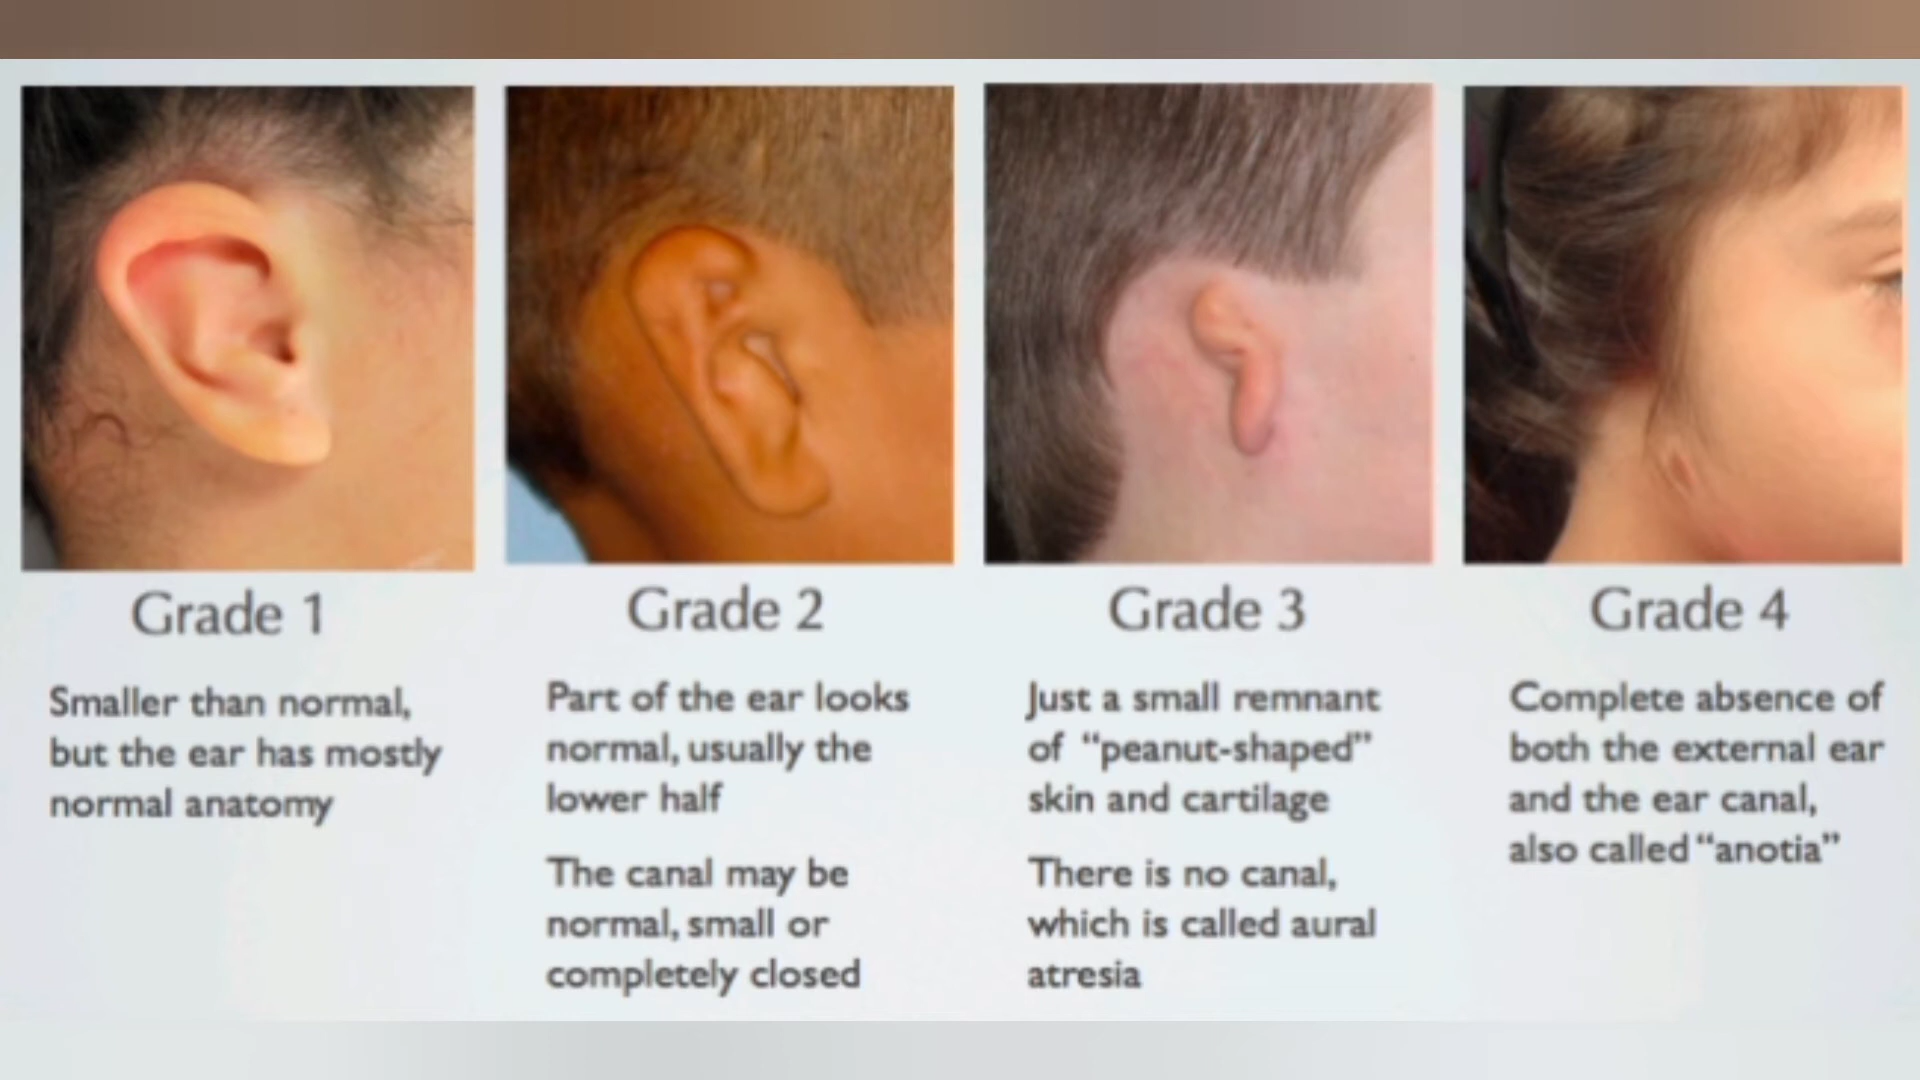 Grade 1
Smaller than normal,
but the ear has mostly
normal anatomy
Grade 2
Part of the ear looks
normal, usually the
lower half
The canal may be
normal, small or
completely closed
Grade 3
Just a small remnant
of “peanut-shaped”
skin and cartilage
There is no canal,
which is called aural
atresia
Grade 4
Complete absence of
both the external ear
and the ear canal,
also called “anotia”